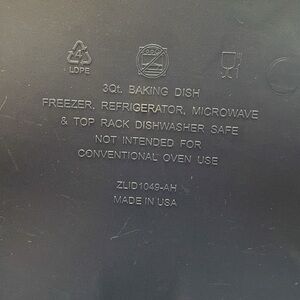 4
LDPE
3Qt. BAKING DISH
FREEZER, REFRIGERATOR, MICROWAVE
& TOP RACK DISHWASHER SAFE
NOT INTENDED FOR
CONVENTIONAL OVEN USE
ZLID1049-AH
MADE IN USA